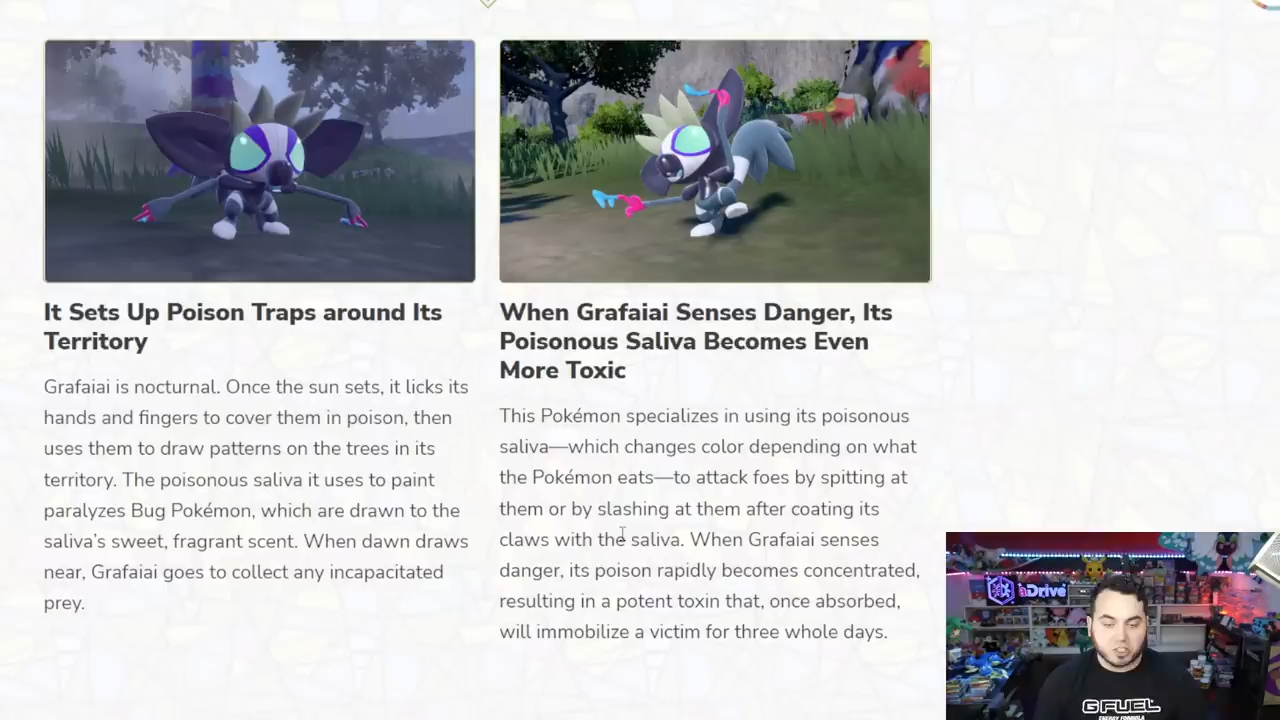 It Sets Up Poison Traps around Its
Territory
Grafaiai is nocturnal. Once the sun sets, it licks its
hands and fingers to cover them in poison, then
uses them to draw patterns on the trees in its
territory. The poisonous saliva it uses to paint
paralyzes Bug Pokémon, which are drawn to the
saliva’s sweet, fragrant scent. When dawn draws
near, Grafaiai goes to collect any incapacitated
prey.
When Grafaiai Senses Danger, Its
Poisonous Saliva Becomes Even
More Toxic
This Pokémon specializes in using its poisonous
saliva—which changes color depending on what
the Pokémon eats—to attack foes by spitting at
them or by slashing at them after coating its
claws with the saliva. When Grafaiai senses
danger, its poison rapidly becomes concentrated,
resulting in a potent toxin that, once absorbed,
will immobilize a victim for three whole days.
aDrive
G FUEL
ENERGY FORMULA